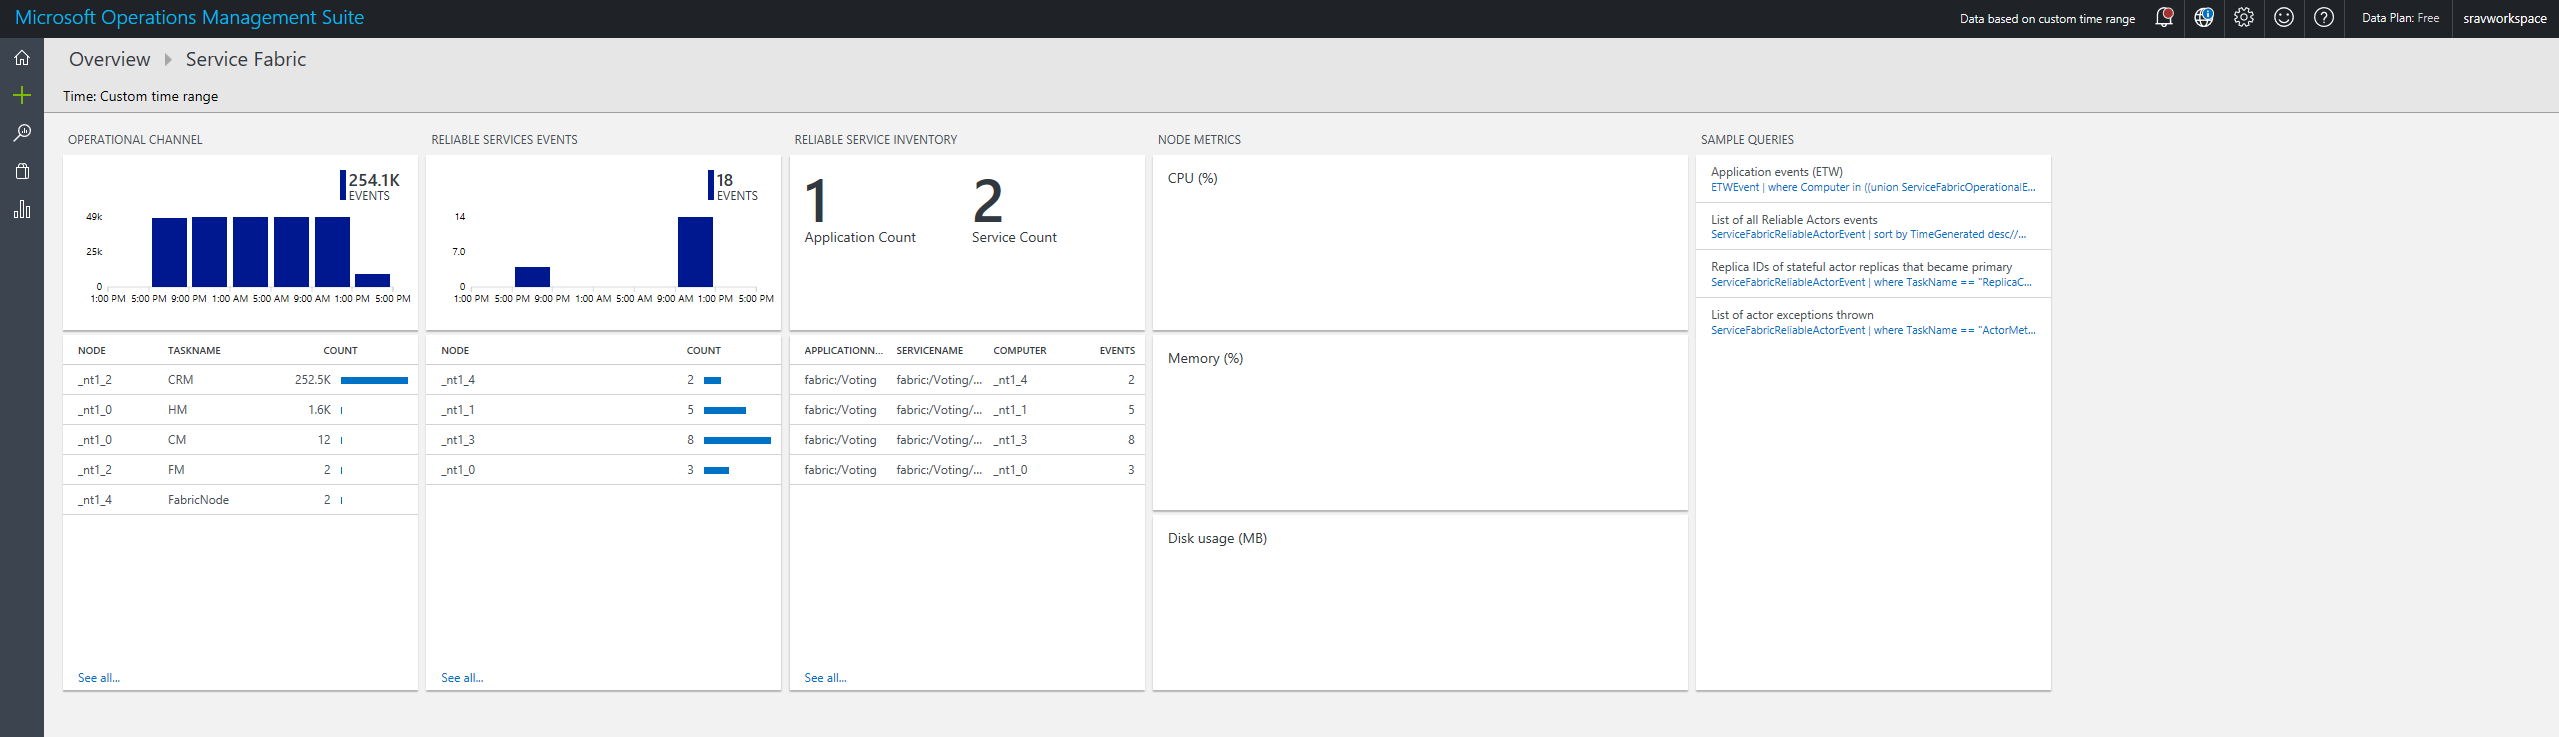 Microsoft Operations Management Suite
Data based on custom time range
Data Plan: Free
sravworkspace
Overview
Service Fabric
Time: Custom time range
OPERATIONAL CHANNEL
254.1K
EVENTS
49k
25k
0
1:00 PM 5:00 PM 9:00 PM 1:00 AM 5:00 AM 9:00 AM 1:00 PM 5:00 PM
NODE TASKNAME COUNT
_nt1_2 CRM 252.5K
_nt1_0 HM 1.6K
_nt1_0 CM 12
_nt1_2 FM 2
_nt1_4 FabricNode 2
See all...
RELIABLE SERVICES EVENTS
18
EVENTS
14
7.0
0
1:00 PM 5:00 PM 9:00 PM 1:00 AM 5:00 AM 9:00 AM 1:00 PM 5:00 PM
NODE COUNT
_nt1_4 2
_nt1_1 5
_nt1_3 8
_nt1_0 3
See all...
RELIABLE SERVICE INVENTORY
1 2
Application Count Service Count
APPLICATIONN... SERVICENAME COMPUTER EVENTS
fabric:/Voting fabric:/Voting/... _nt1_4 2
fabric:/Voting fabric:/Voting/... _nt1_1 5
fabric:/Voting fabric:/Voting/... _nt1_3 8
fabric:/Voting fabric:/Voting/... _nt1_0 3
See all...
NODE METRICS
CPU (%)
Memory (%)
Disk usage (MB)
SAMPLE QUERIES
Application events (ETW)
ETWEvent | where Computer in ((union ServiceFabricOperationalE...
List of all Reliable Actors events
ServiceFabricReliableActorEvent | sort by TimeGenerated desc//...
Replica IDs of stateful actor replicas that became primary
ServiceFabricReliableActorEvent | where TaskName == "ReplicaC...
List of actor exceptions thrown
ServiceFabricReliableActorEvent | where TaskName == "ActorMet...